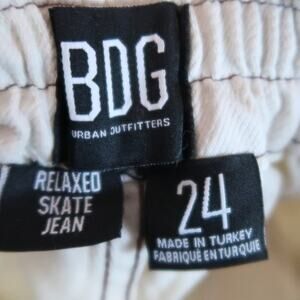 BDG
URBAN OUTFITTERS
RELAXED
SKATE
JEAN
24
MADE IN TURKEY
FABRIQUÉ EN TURQUIE